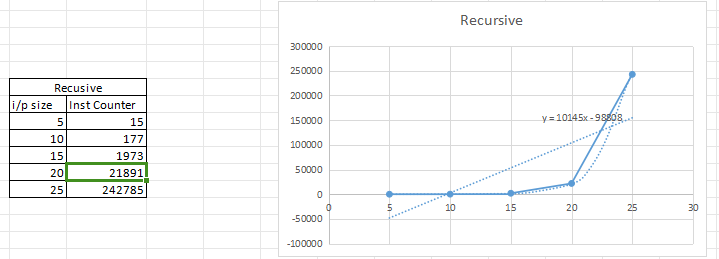 Recusive
i/p size Inst Counter
5 15
10 177
15 1973
20 21891
25 242785
Recursive
300000
250000
200000
150000
100000
50000
0
-50000
-100000
0 5 10 15 20 25 30
y = 10145x - 98808